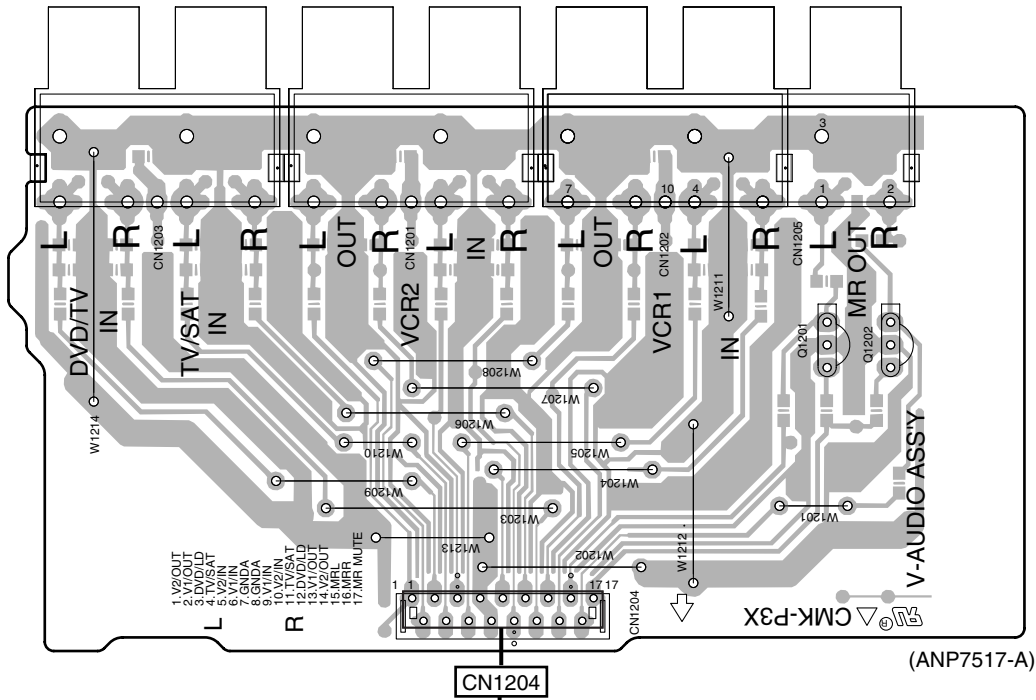 3
7
10
4
1
2
L
R
CN1203
L
R
L
OUT
R
CN1201
L
IN
R
L
OUT
R
CN1202
L
R
CN1205
L
MR OUT
R
DVD/TV
IN
TV/SAT
IN
VCR2
VCR1
IN
W1211
Q1201
Q1202
W1214
W1208
W1207
W1206
W1210
W1205
W1209
W1204
W1203
W1201
W1213
W1202
W1212
V-AUDIO ASS'Y
1.V2/OUT
2.V1/OUT
3.DVD/LD
4.TV/SAT
5.V2/IN
6.V1/IN
7.GNDA
8.GNDA
9.V1/IN
10.V2/IN
11.TV/SAT
12.DVD/LD
13.V1/OUT
14.V2/OUT
15.MRL
16.MRR
17.MR MUTE
L
R
1
1
17
17
CN1204
CMK-P3X
(ANP7517-A)
CN1204